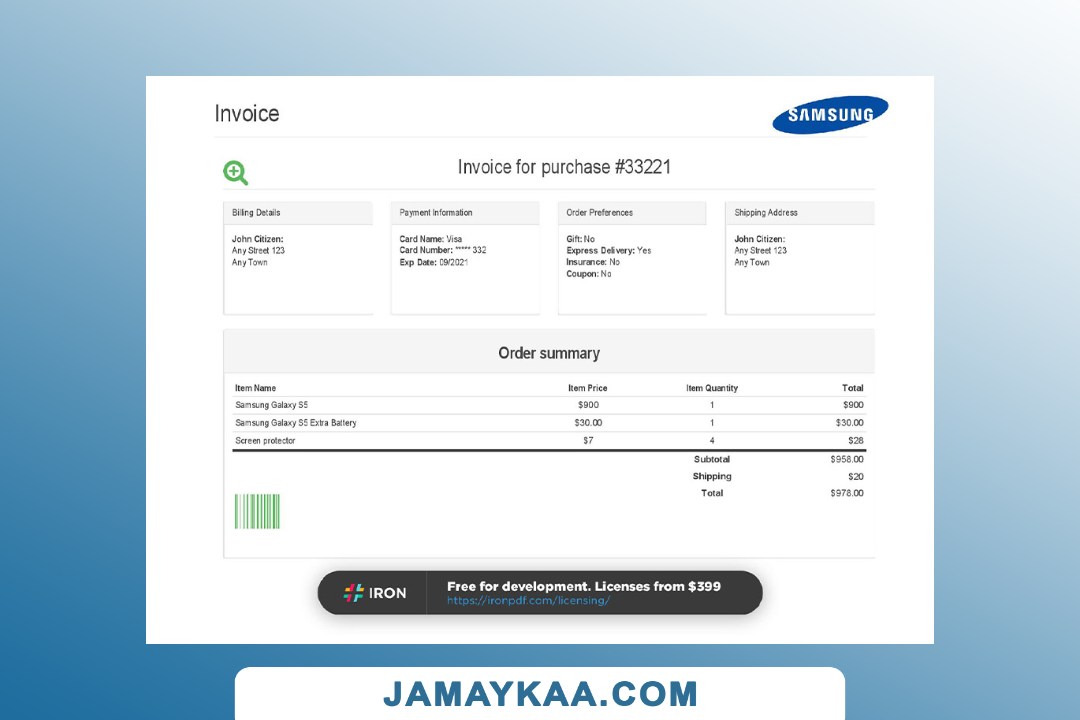 Invoice
SAMSUNG
Invoice for purchase #33221
Billing Details
John Citizen:
Any Street 123
Any Town
Payment Information
Card Name: Visa
Card Number: ***** 332
Exp Date: 09/2021
Order Preferences
Gift: No
Express Delivery: Yes
Insurance: No
Coupon: No
Shipping Address
John Citizen:
Any Street 123
Any Town
Order summary
Item Name Item Price Item Quantity Total
Samsung Galaxy S5 $900 1 $900
Samsung Galaxy S5 Extra Battery $30.00 1 $30.00
Screen protector $7 4 $28
Subtotal $958.00
Shipping $20
Total $978.00
IRON
Free for development. Licenses from $399
https://ironpdf.com/licensing/
JAMAYKAA.COM